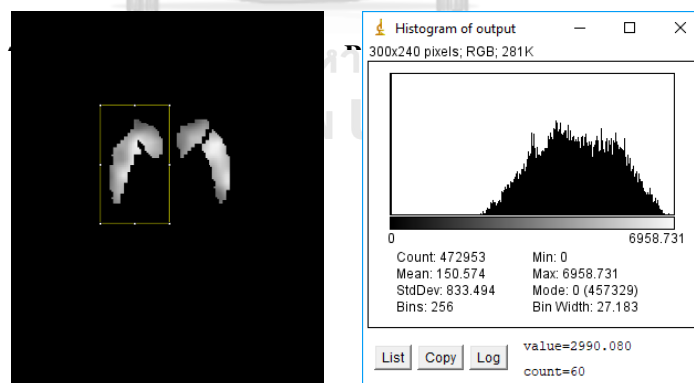 Histogram of output
300x240 pixels; RGB; 281K
0 6958.731
Count: 472953 Min: 0
Mean: 150.574 Max: 6958.731
StdDev: 833.494 Mode: 0 (457329)
Bins: 256 Bin Width: 27.183
List Copy Log value=2990.080
count=60